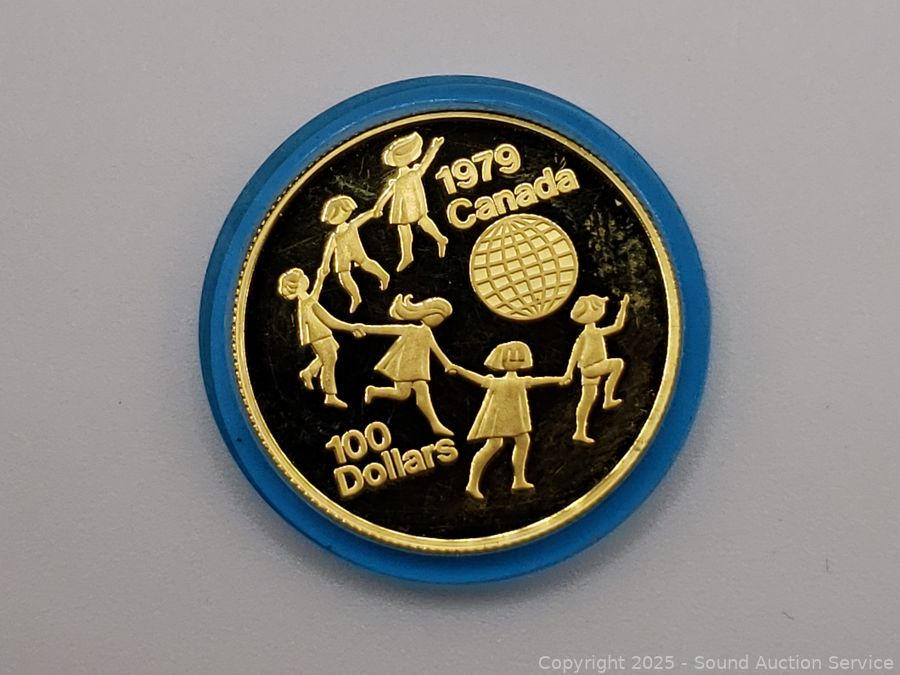 1979
Canada
100
Dollars
Copyright 2025 - Sound Auction Service